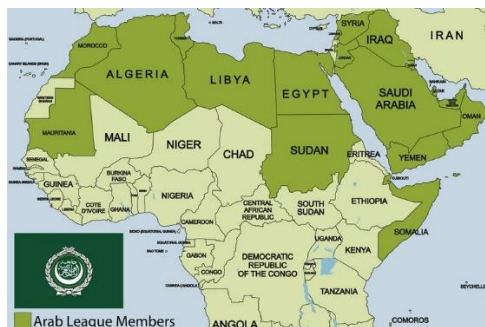 SYRIA
IRAQ
IRAN
MOROCCO
ALGERIA
LIBYA
EGYPT
SAUDI
ARABIA
OMAN
YEMEN
MAURITANIA
MALI
NIGER
CHAD
SUDAN
ERITREA
DJIBOUTI
SENEGAL
GUINEA
BURKINA
FASO
COTE
D'IVOIRE
GHANA
NIGERIA
CAMEROON
CENTRAL
AFRICAN
REPUBLIC
SOUTH
SUDAN
ETHIOPIA
SOMALIA
GABON
CONGO
DEMOCRATIC
REPUBLIC
OF THE CONGO
UGANDA
KENYA
TANZANIA
ANGOLA
COMOROS
Arab League Members